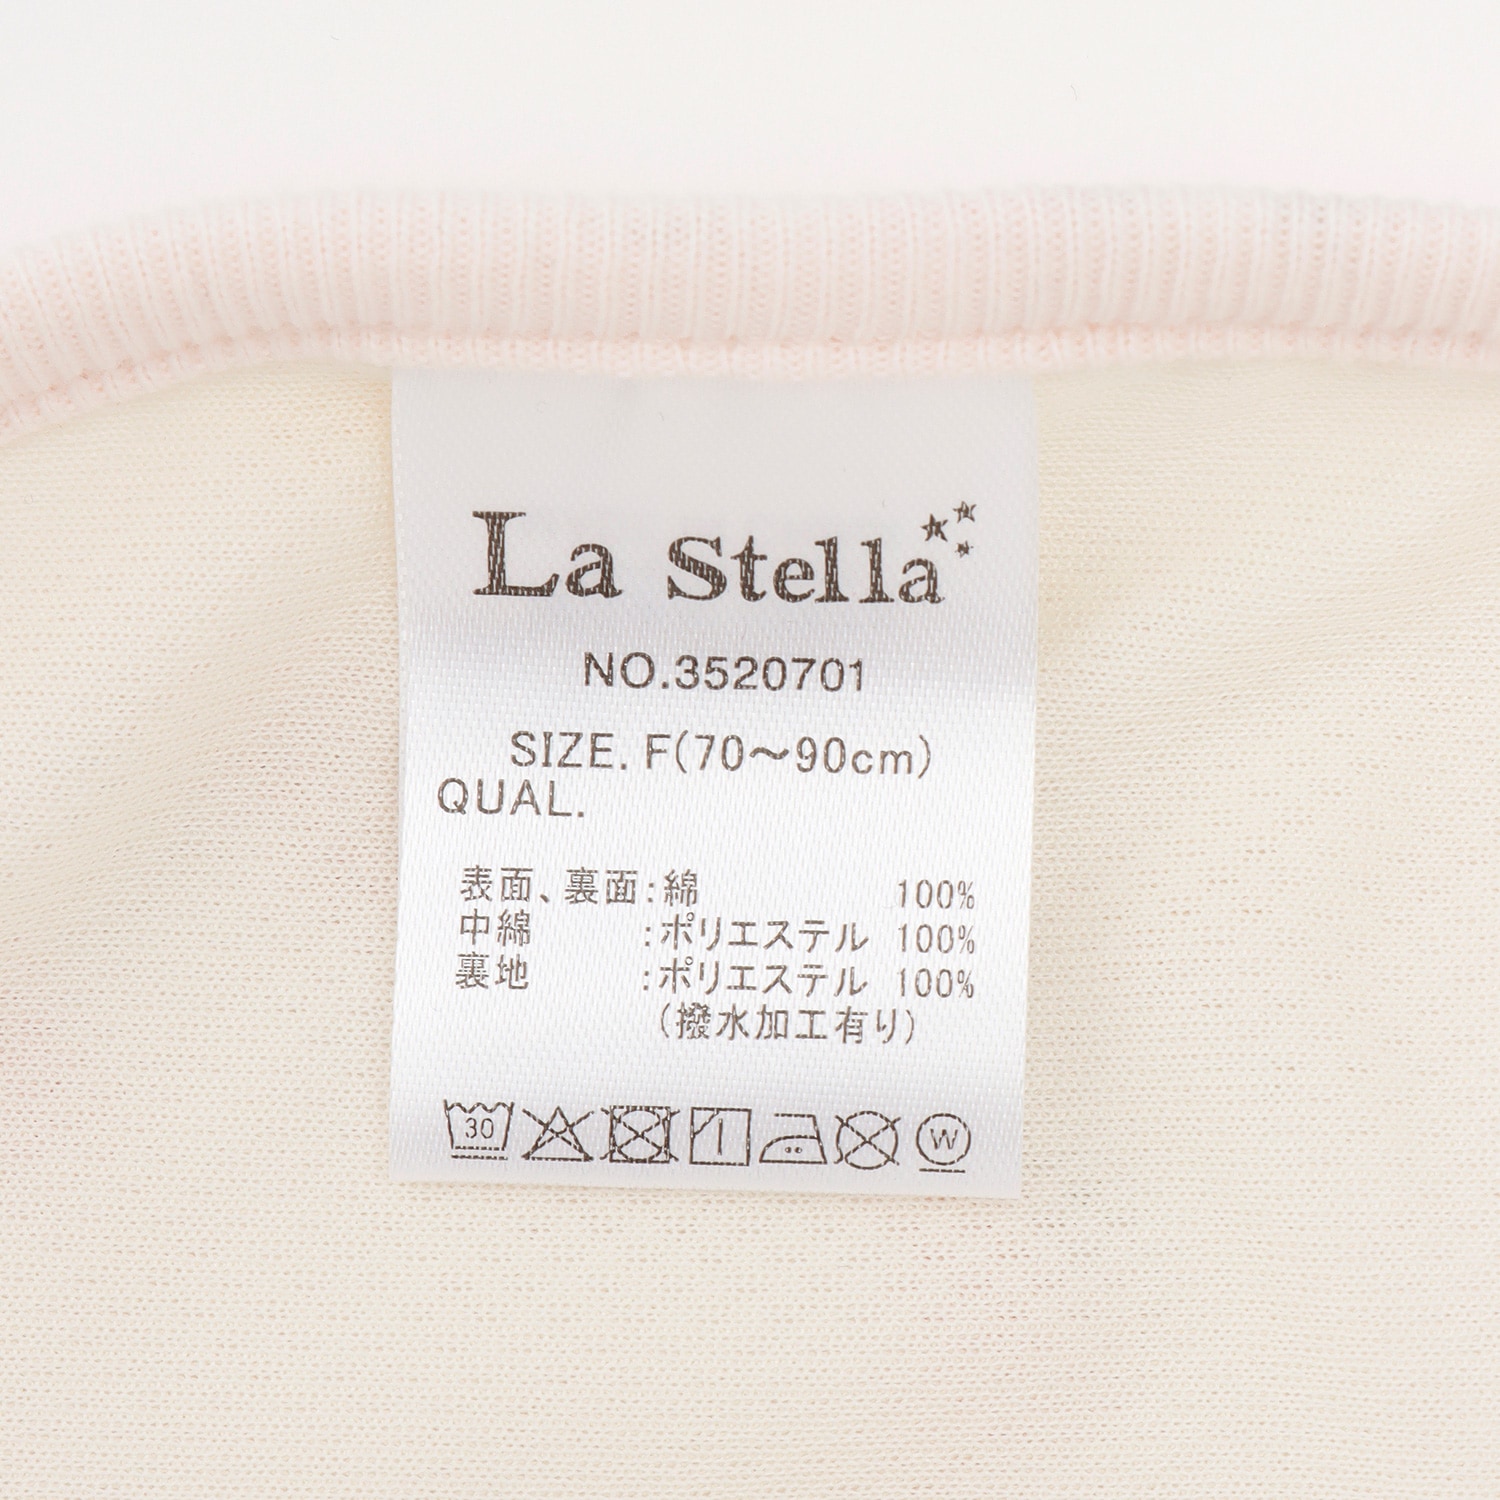 La Stella
NO.3520701
SIZE. F(70〜90cm)
QUAL.
表面、裏面:綿 100%
中綿 :ポリエステル 100%
裏地 :ポリエステル 100%
(撥水加工有り)
30 W